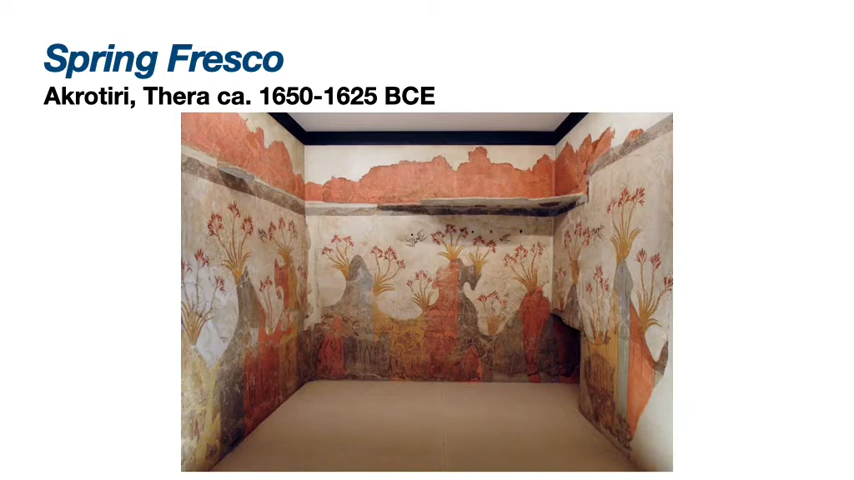 Spring Fresco
Akrotiri, Thera ca. 1650-1625 BCE